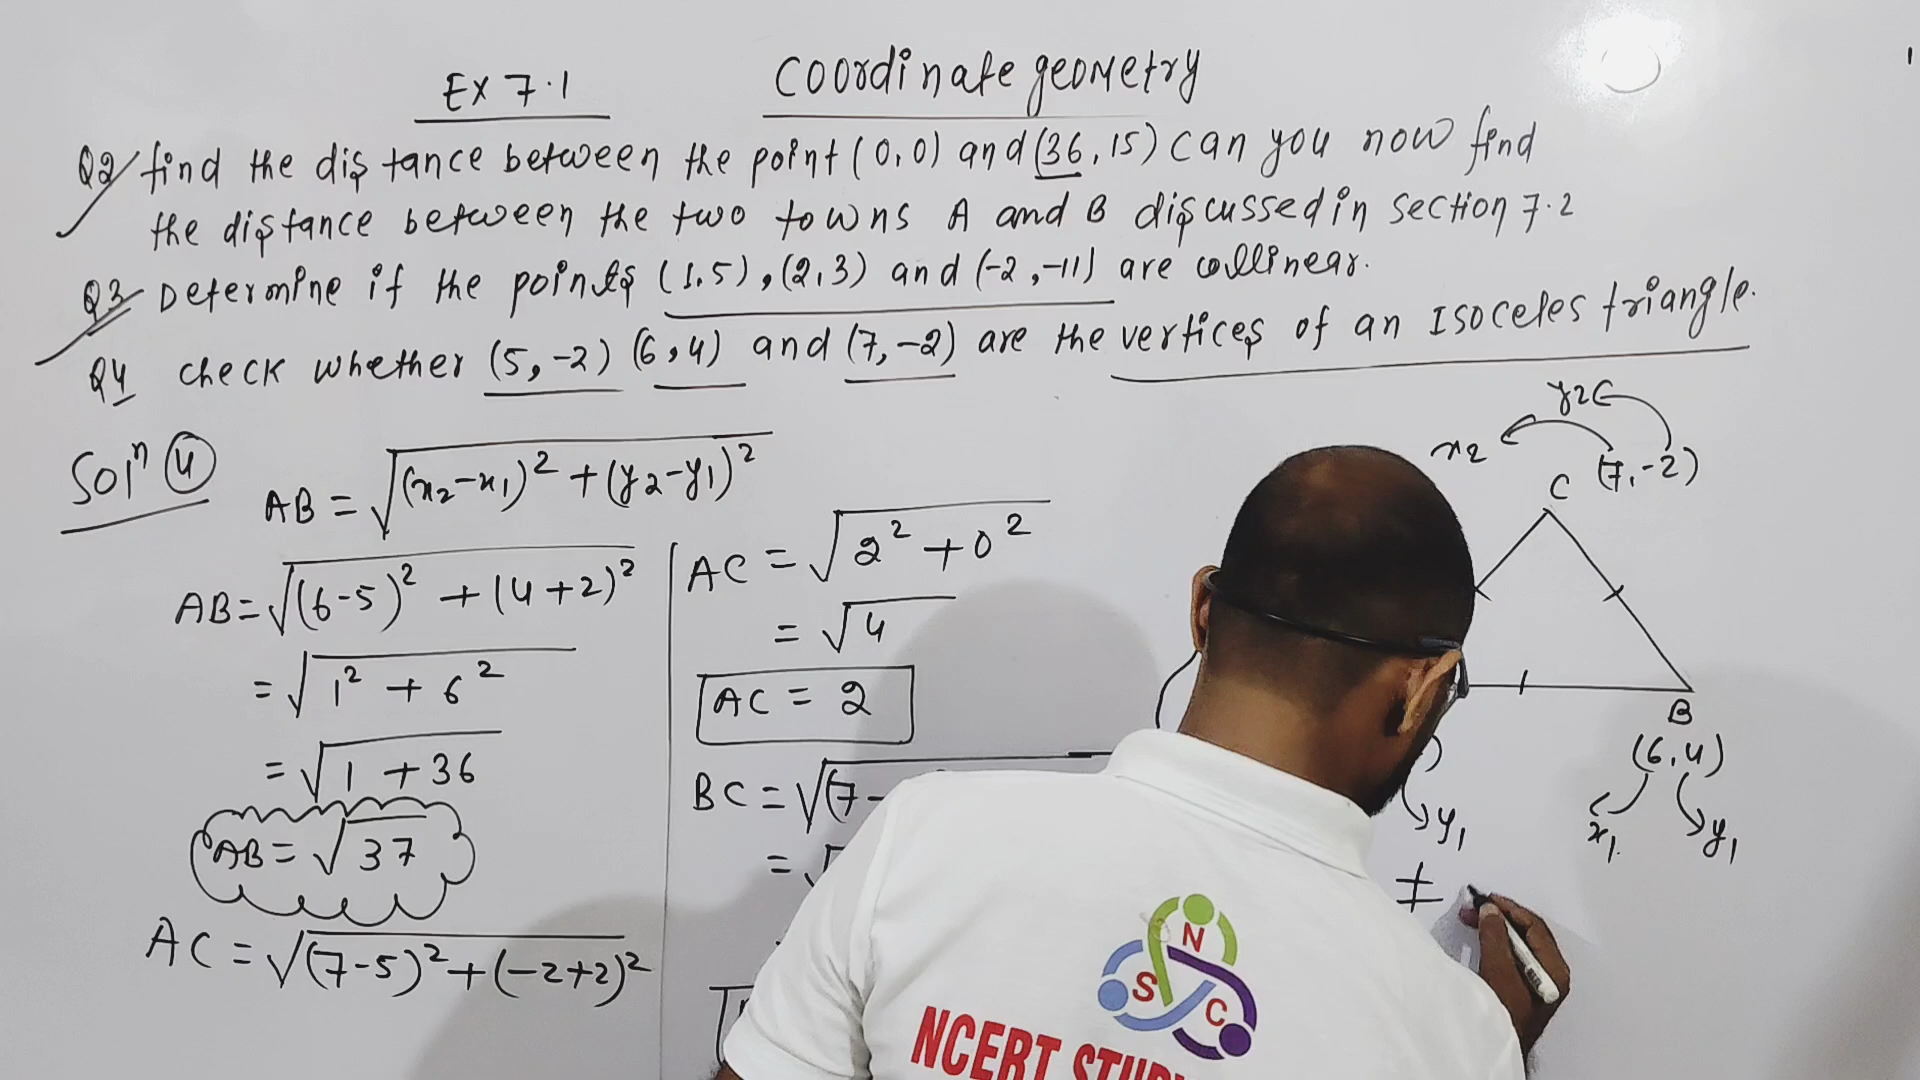 Ex 7.1
Coordinate geometry
Q2 find the distance between the point (0,0) and (36,15) can you now find
the distance between the two towns A and B discussed in section 7.2
Q3 Determine if the points (1,5), (2,3) and (-2,-11) are collinear.
Q4 check whether (5,-2) (6,4) and (7,-2) are the vertices of an Isoceles triangle.
Solⁿ 4
AB = √(x₂-x₁)² + (y₂-y₁)²
AB = √(6-5)² + (4+2)²
= √1² + 6²
= √1 + 36
AB = √37
AC = √(7-5)² + (-2+2)²
AC = √2² + 0²
= √4
AC = 2
BC = √(7-
= √
y2
x2
(7,-2)
C
B
(6,4)
x₁
y₁
y₁
≠
N
S
C
NCERT